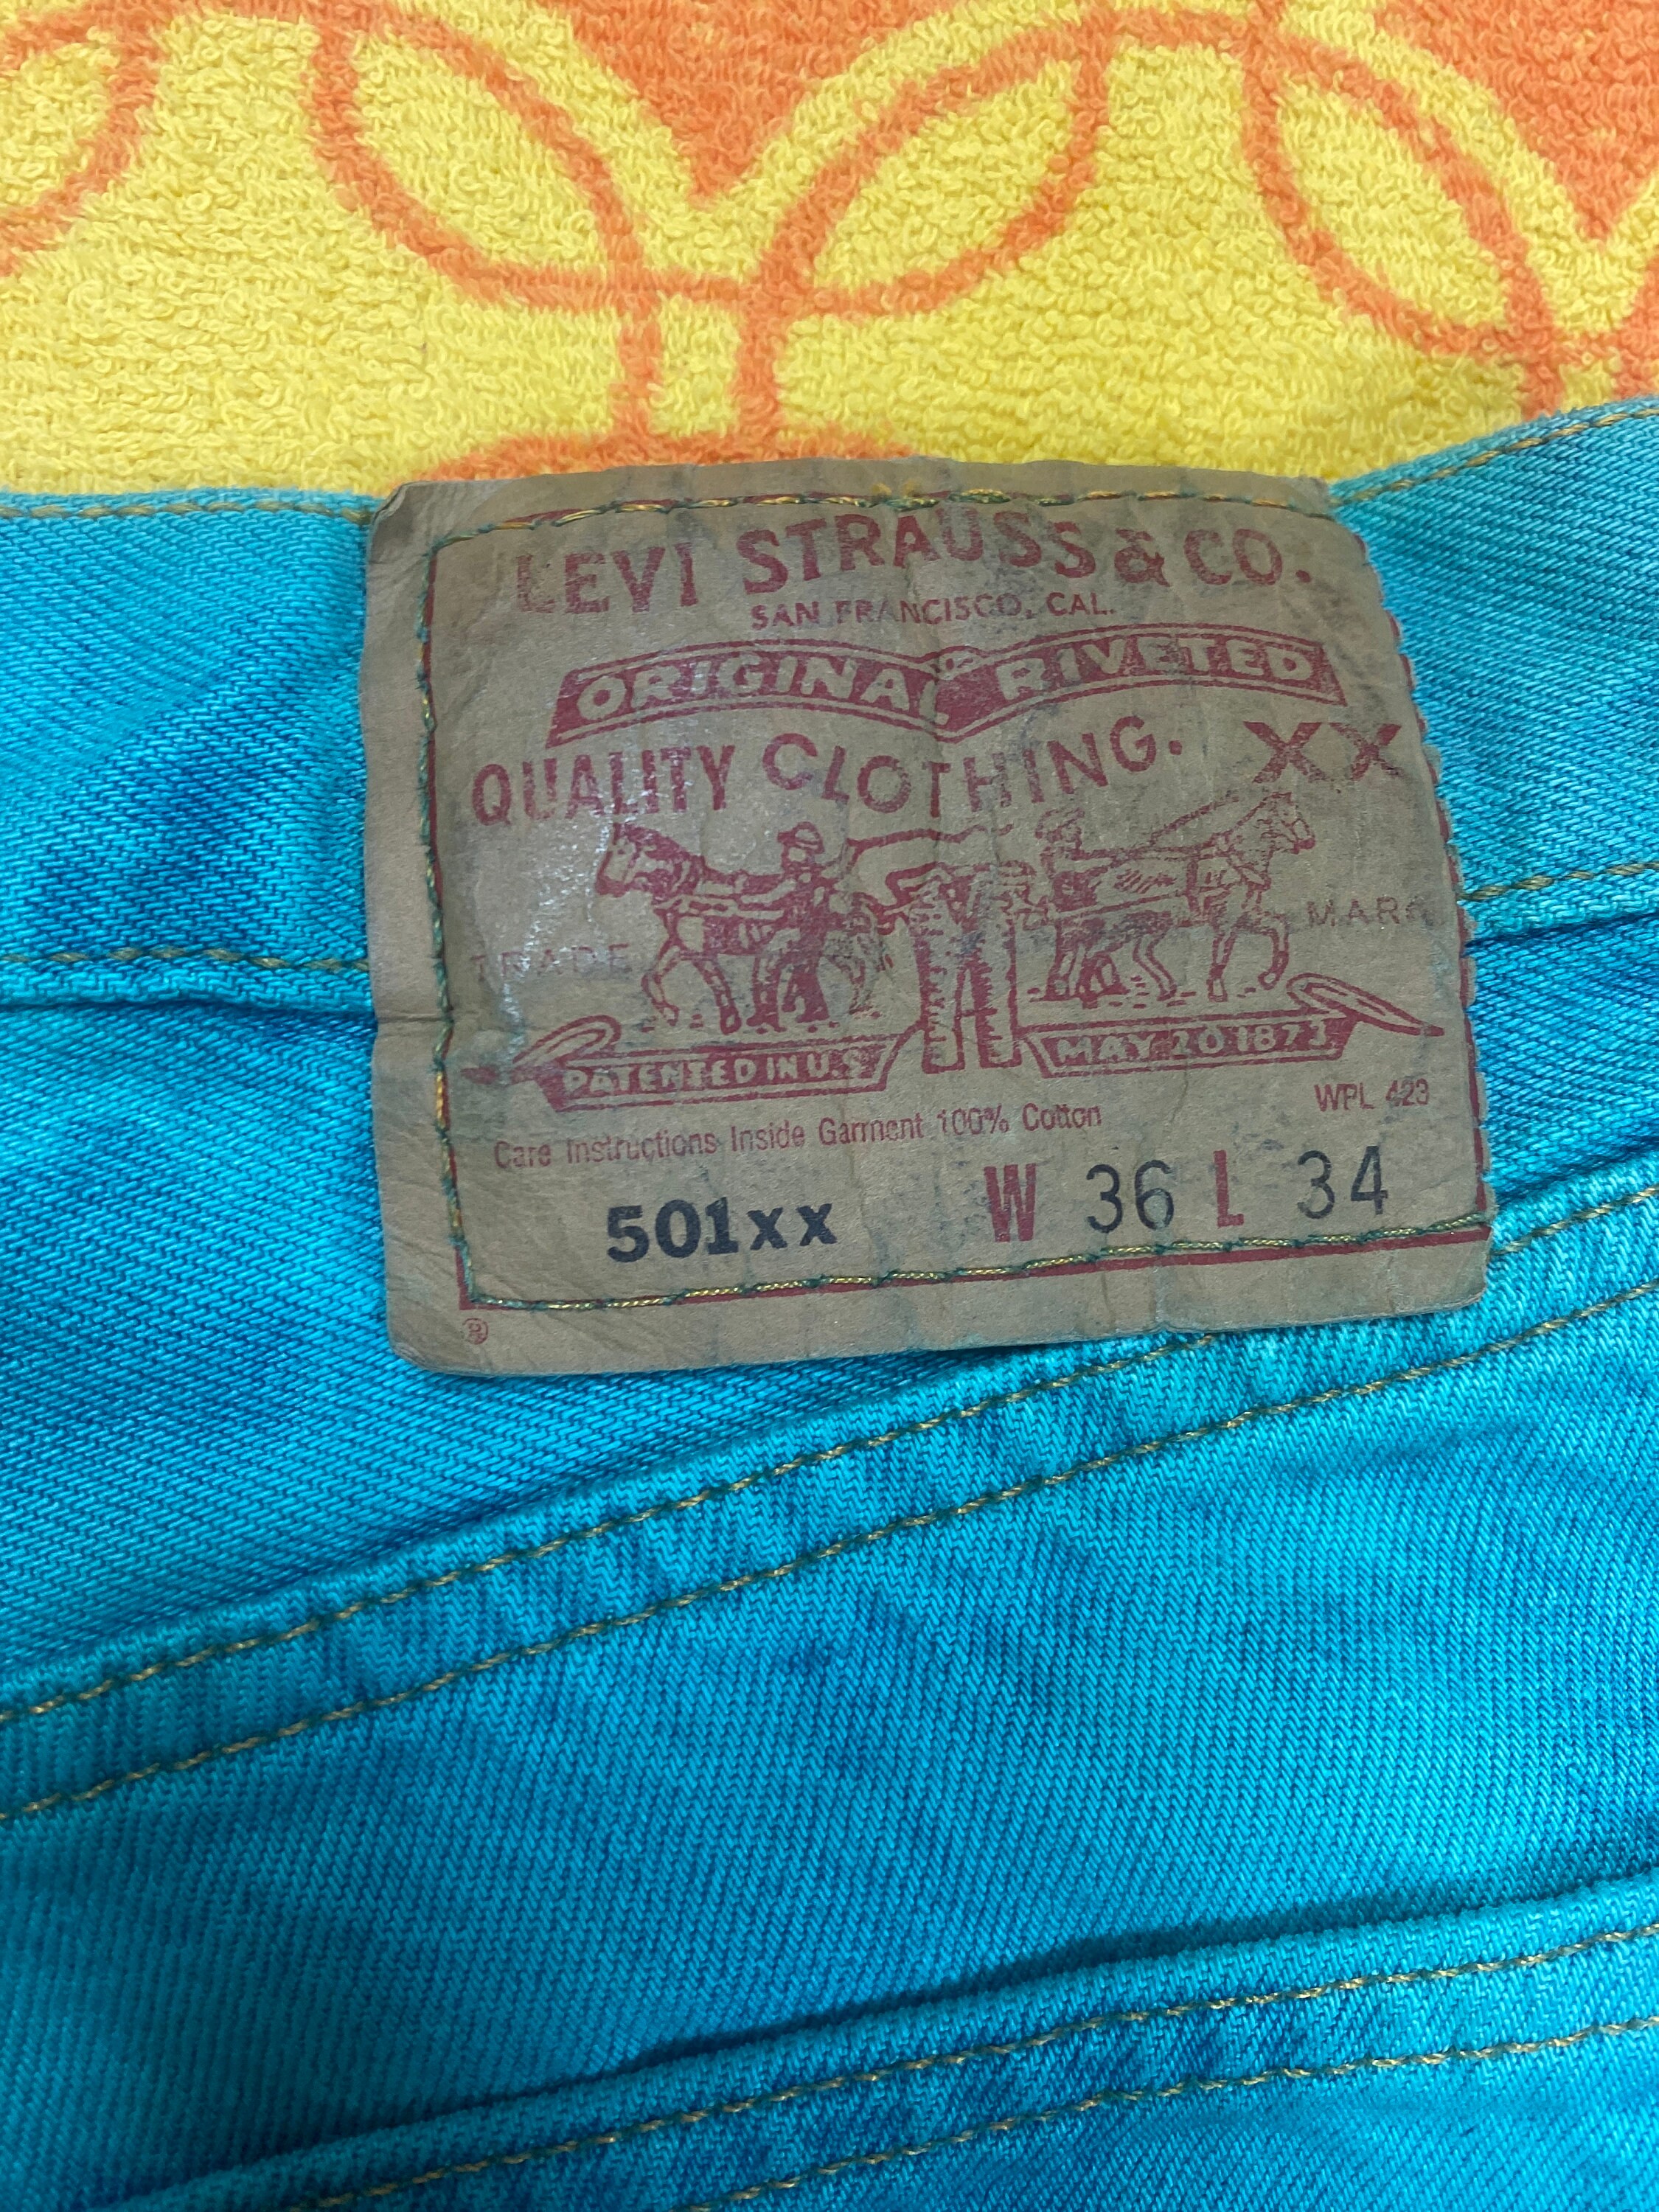 LEVI STRAUSS & CO.
SAN FRANCISCO, CAL.
ORIGINAL RIVETED
QUALITY CLOTHING. XX
TRADE MARK
PATENTED IN U.S. MAY 20 1873
WPL 423
Care Instructions Inside Garment 100% Cotton
501xx W 36 L 34
®